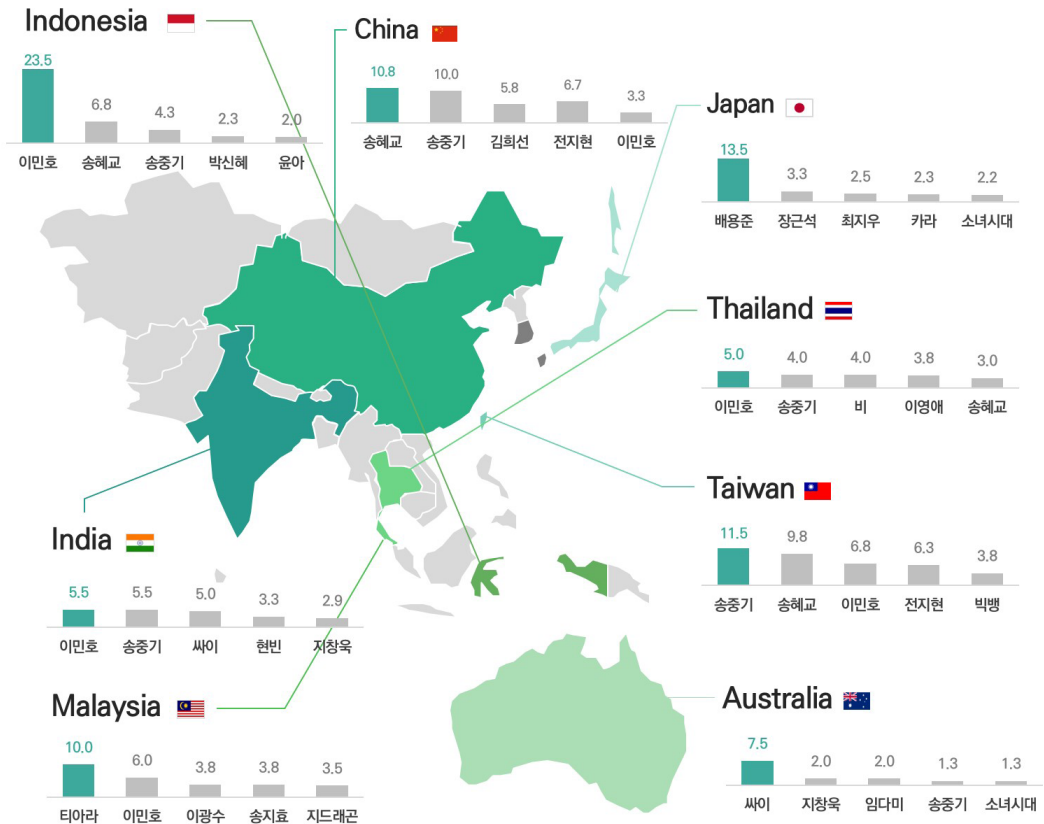 Indonesia
23.5 6.8 4.3 2.3 2.0
이민호 송혜교 송중기 박신혜 윤아
China
10.8 10.0 5.8 6.7 3.3
송혜교 송중기 김희선 전지현 이민호
Japan
13.5 3.3 2.5 2.3 2.2
배용준 장근석 최지우 카라 소녀시대
Thailand
5.0 4.0 4.0 3.8 3.0
이민호 송중기 비 이영애 송혜교
Taiwan
11.5 9.8 6.8 6.3 3.8
송중기 송혜교 이민호 전지현 빅뱅
India
5.5 5.5 5.0 3.3 2.9
이민호 송중기 싸이 현빈 지창욱
Malaysia
10.0 6.0 3.8 3.8 3.5
티아라 이민호 이광수 송지효 지드래곤
Australia
7.5 2.0 2.0 1.3 1.3
싸이 지창욱 임다미 송중기 소녀시대